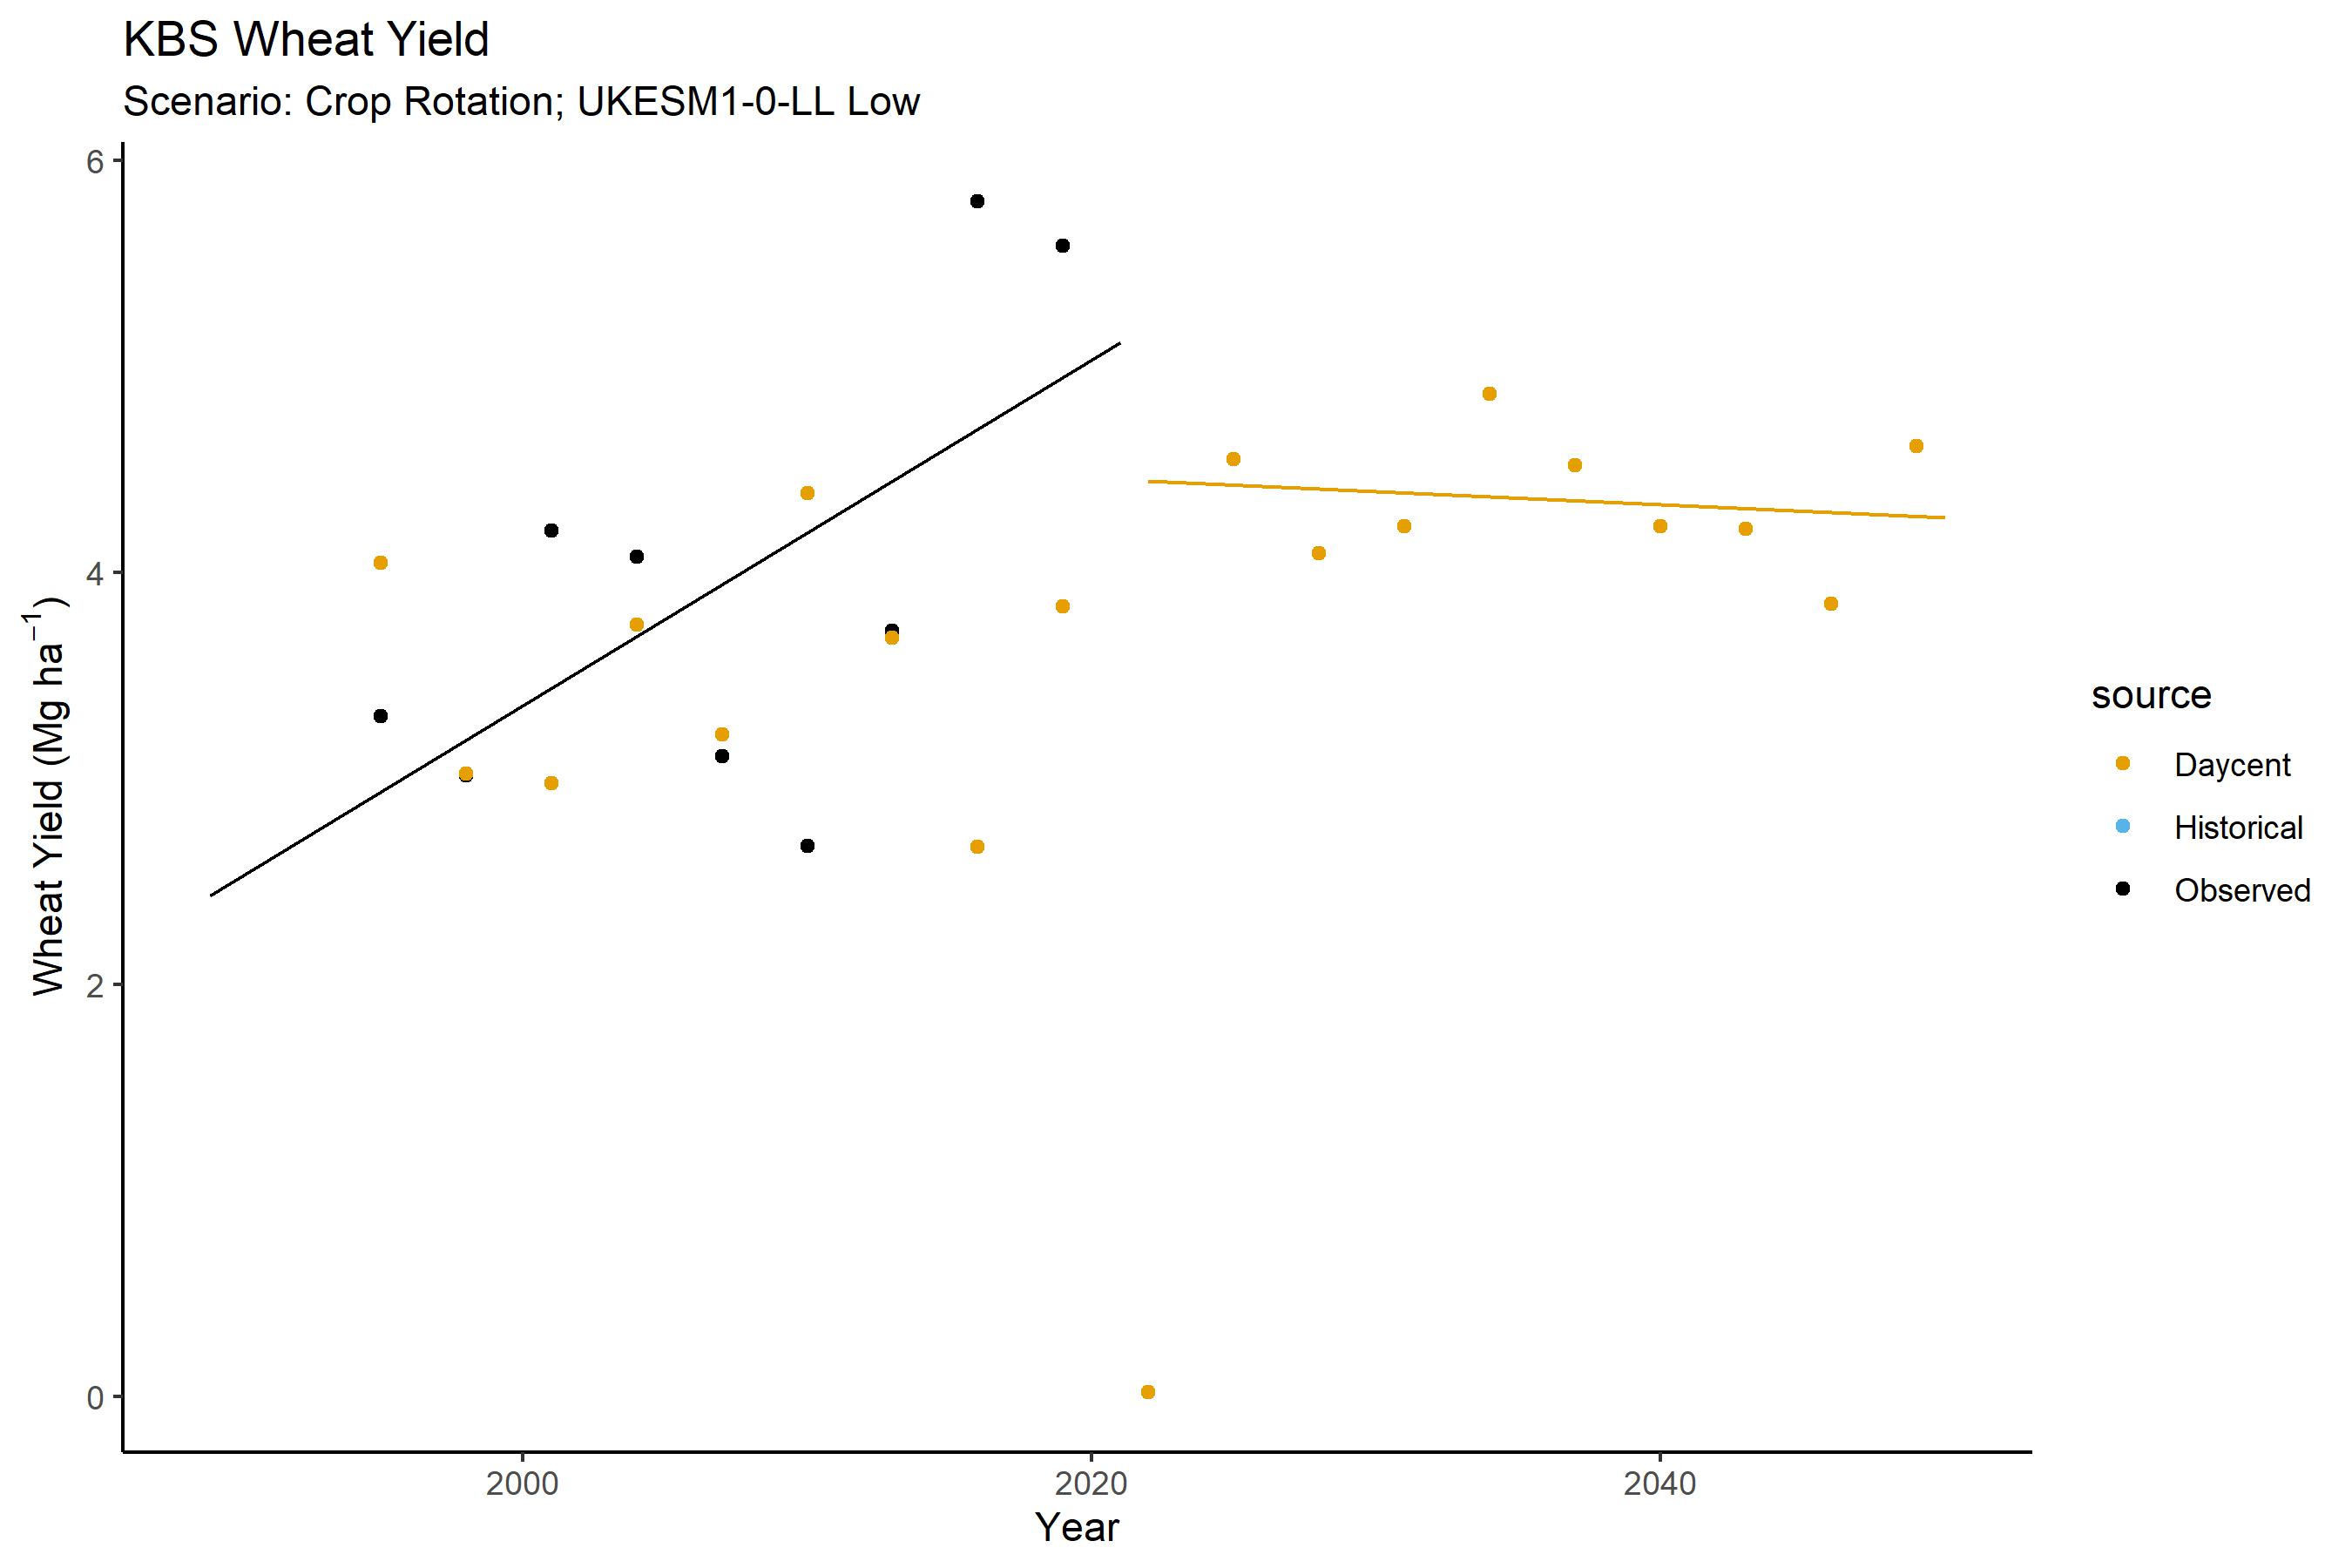 KBS Wheat Yield
Scenario: Crop Rotation; UKESM1-0-LL Low
6
4
2
0
Wheat Yield (Mg ha⁻¹)
2000 2020 2040
Year
source
Daycent
Historical
Observed